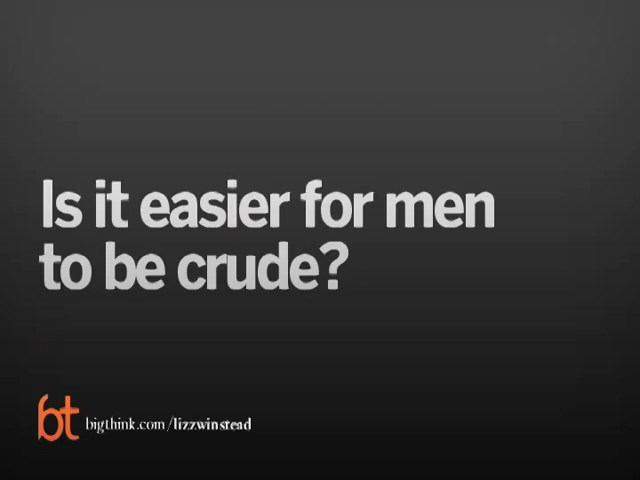 Is it easier for men
to be crude?
bt bigthink.com/lizzwinstead